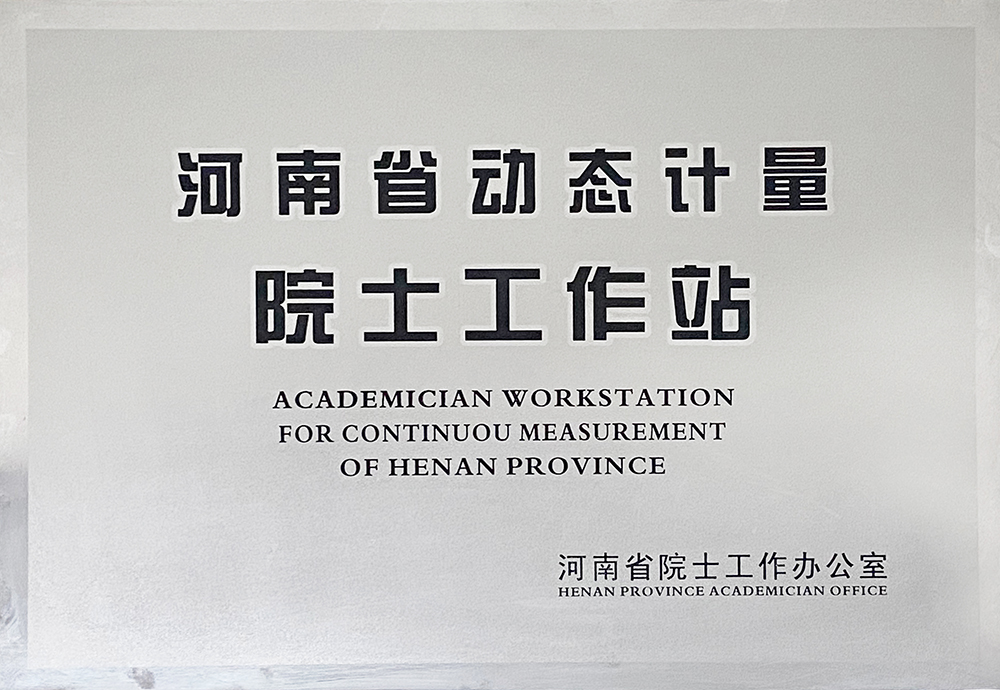 河南省动态计量
院士工作站
ACADEMICIAN WORKSTATION
FOR CONTINUOU MEASUREMENT
OF HENAN PROVINCE
河南省院士工作办公室
HENAN PROVINCE ACADEMICIAN OFFICE